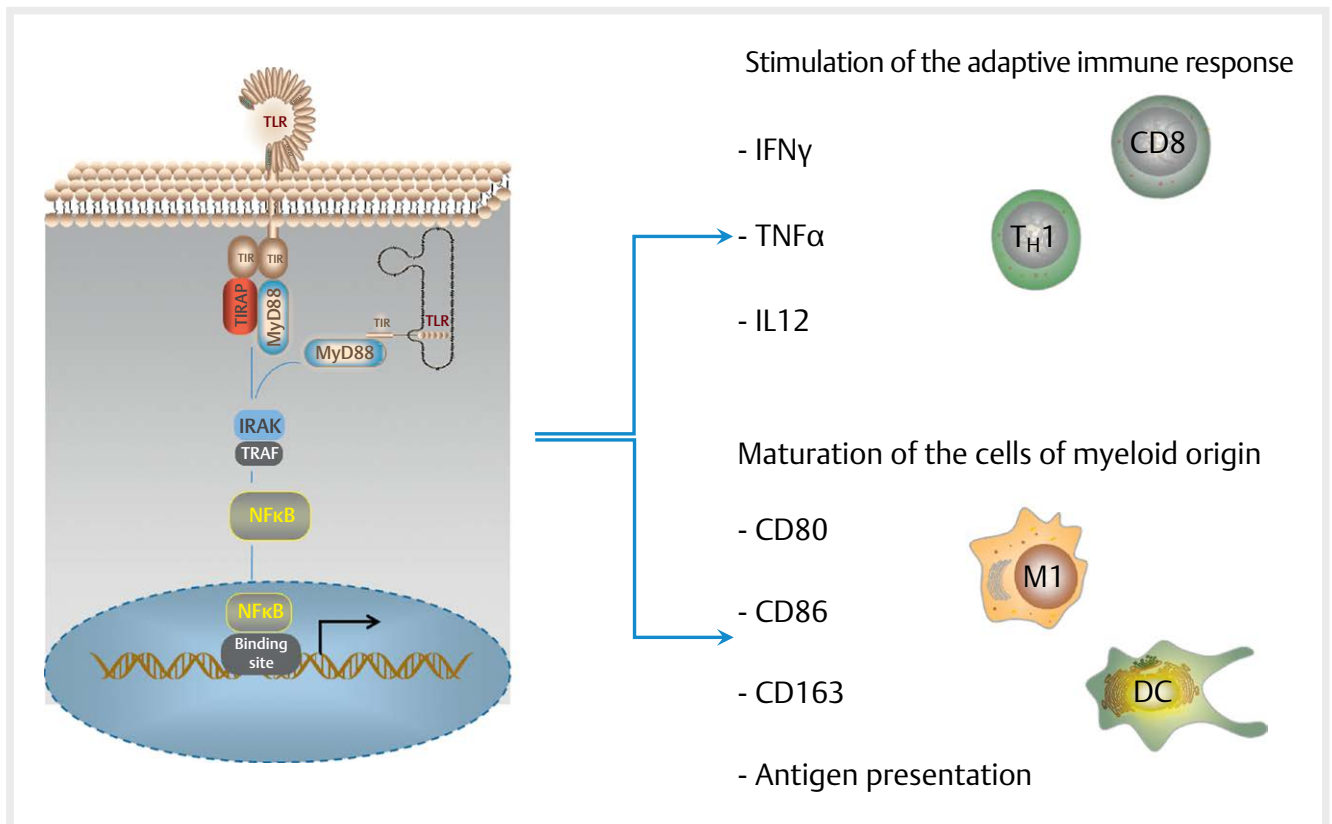 TLR
TIR
TIR
TIRAP
MyD88
TIR
TLR
MyD88
IRAK
TRAF
NFκB
NFκB
Binding
site
Stimulation of the adaptive immune response
- IFNγ
- TNFα
- IL12
CD8
TH1
Maturation of the cells of myeloid origin
- CD80
- CD86
- CD163
- Antigen presentation
M1
DC